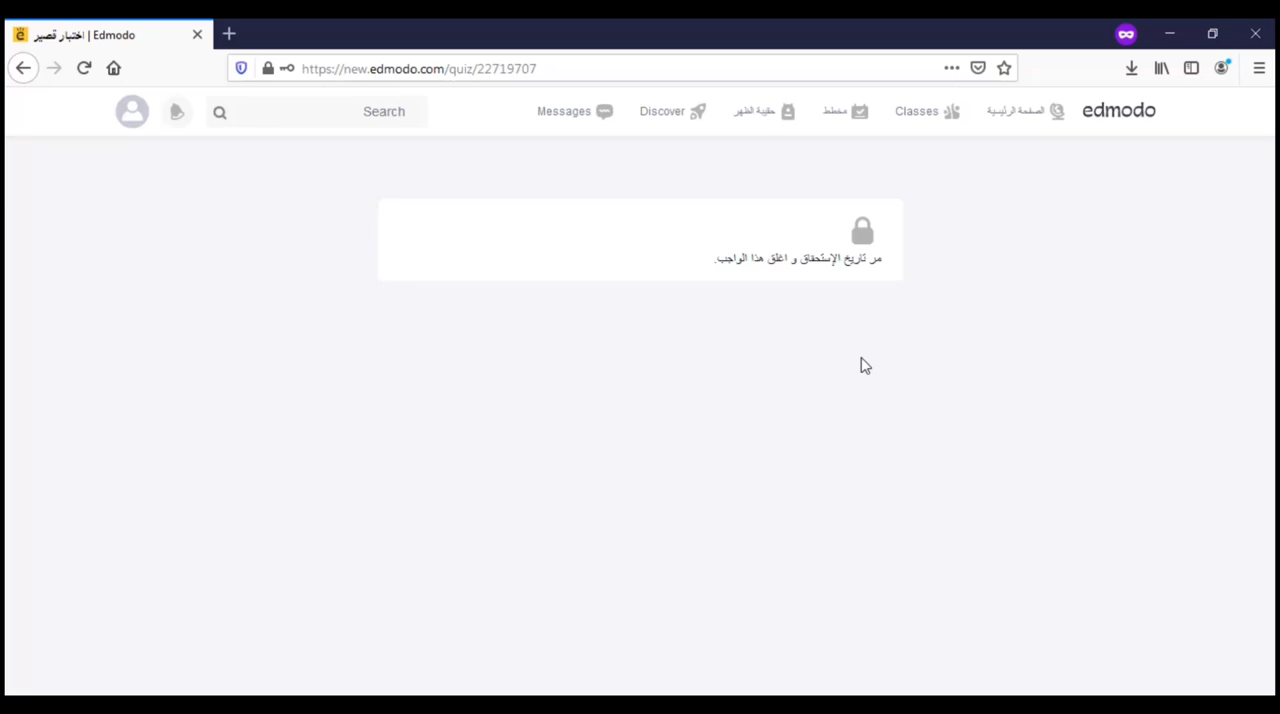 اختبار قصير | Edmodo
https://new.edmodo.com/quiz/22719707
edmodo
الصفحة الرئيسية
Classes
مخطط
حقيبة الظهر
Discover
Messages
Search
مر تاريخ الإستحقاق و اغلق هذا الواجب.